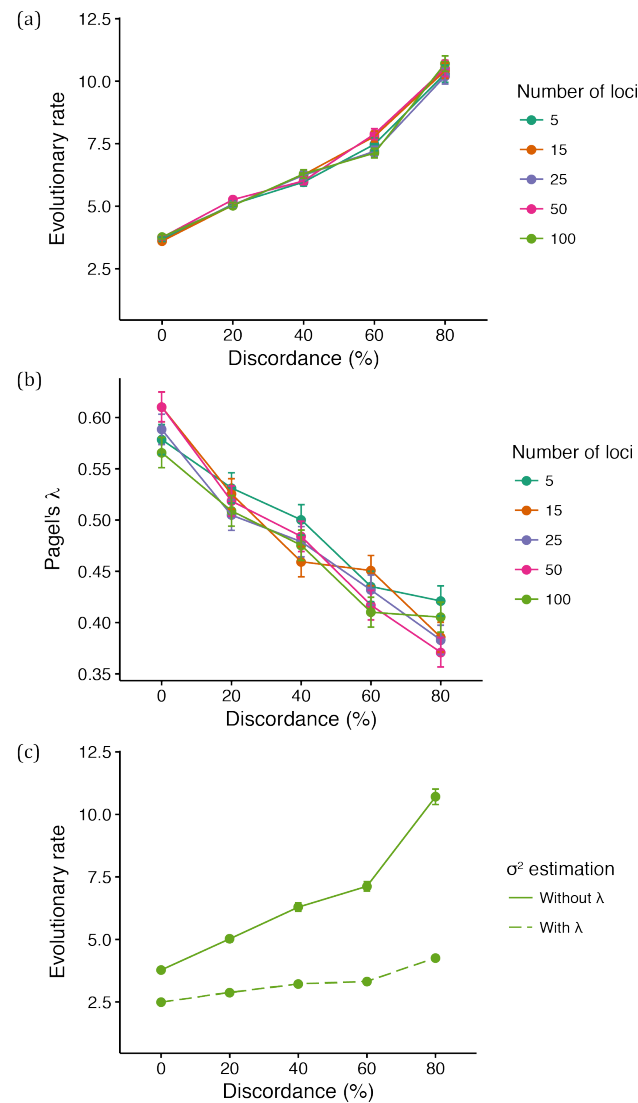 (a)
12.5
10.0
7.5
5.0
2.5
Evolutionary rate
0 20 40 60 80
Discordance (%)
Number of loci
5
15
25
50
100
(b)
0.60
0.55
0.50
0.45
0.40
0.35
Pagel's λ
0 20 40 60 80
Discordance (%)
Number of loci
5
15
25
50
100
(c)
12.5
10.0
7.5
5.0
2.5
Evolutionary rate
0 20 40 60 80
Discordance (%)
σ² estimation
Without λ
With λ